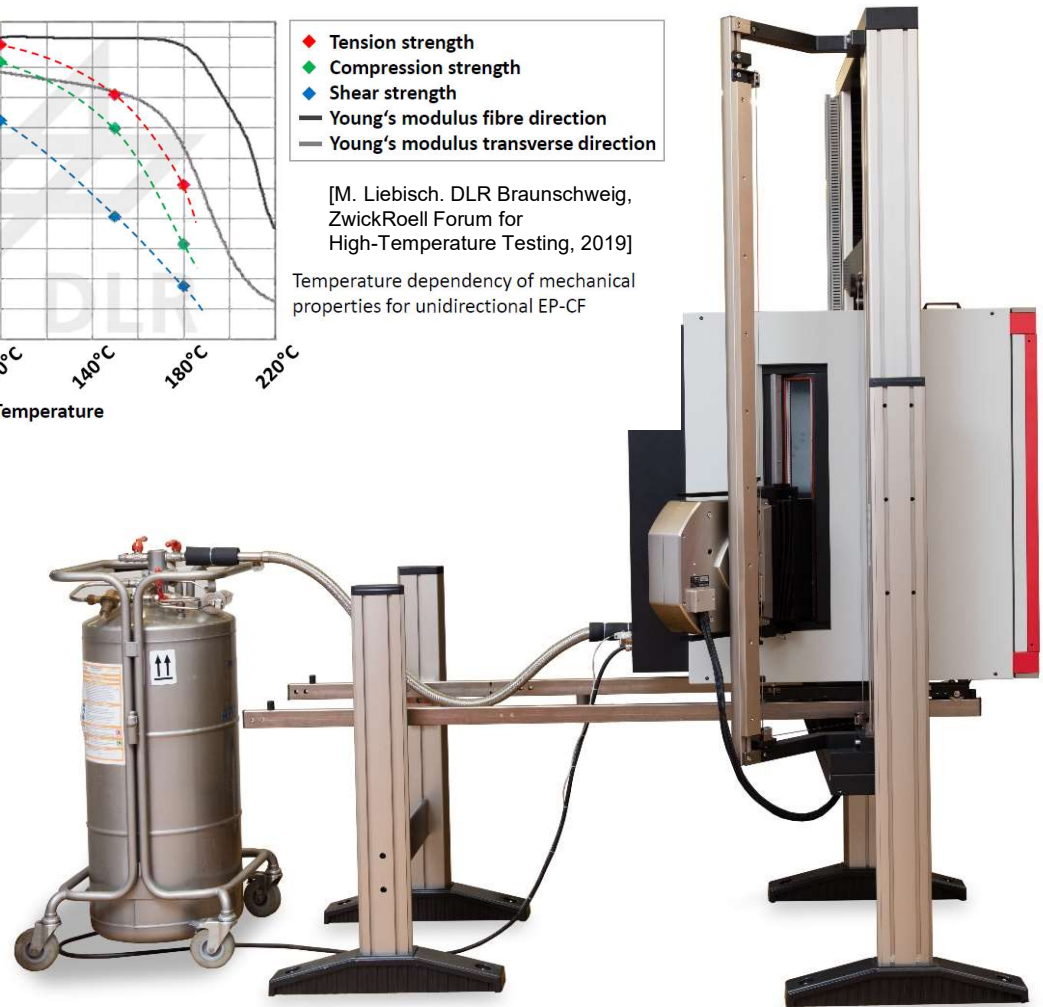 Tension strength
Compression strength
Shear strength
Young‘s modulus fibre direction
Young‘s modulus transverse direction
[M. Liebisch. DLR Braunschweig,
ZwickRoell Forum for
High-Temperature Testing, 2019]
Temperature dependency of mechanical
properties for unidirectional EP-CF
DLR
0°C
140°C
180°C
220°C
Temperature